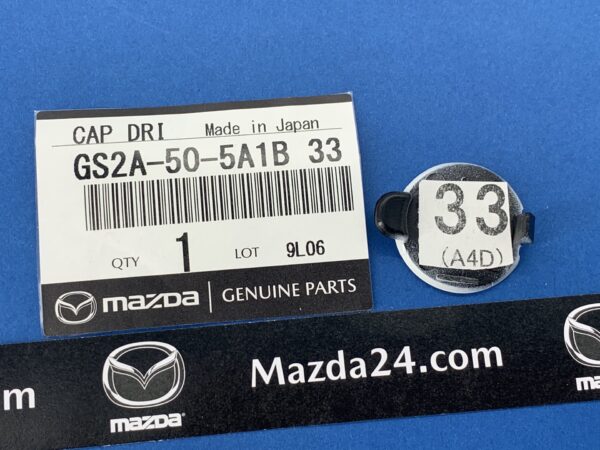 CAP DRI Made in Japan
GS2A-50-5A1B 33
QTY 1 LOT 9L06
mazda GENUINE PARTS
33
(A4D)
m mazda Mazda24.com ma